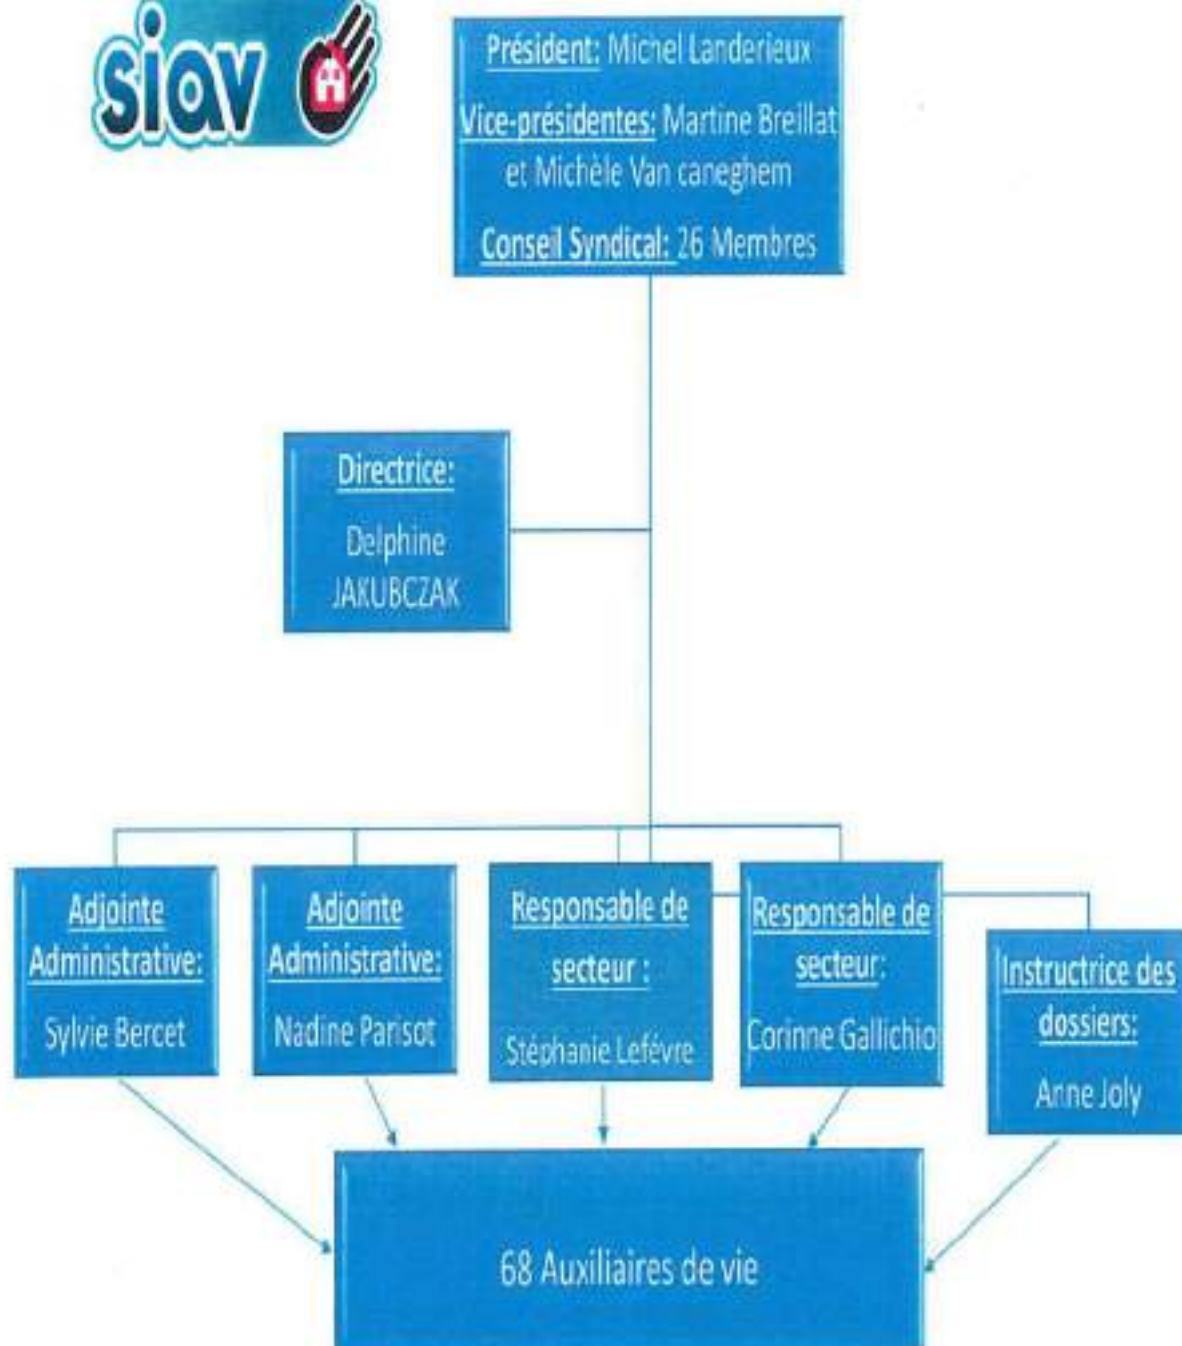 siav
Président: Michel Landerieux
Vice-présidentes: Martine Breillat
et Michèle Van caneghem
Conseil Syndical: 26 Membres
Directrice:
Delphine
JAKUBCZAK
Adjointe
Administrative:
Sylvie Bercet
Adjointe
Administrative:
Nadine Parisot
Responsable de
secteur :
Stéphanie Lefévre
Responsable de
secteur:
Corinne Gallichio
Instructrice des
dossiers:
Anne Joly
68 Auxiliaires de vie